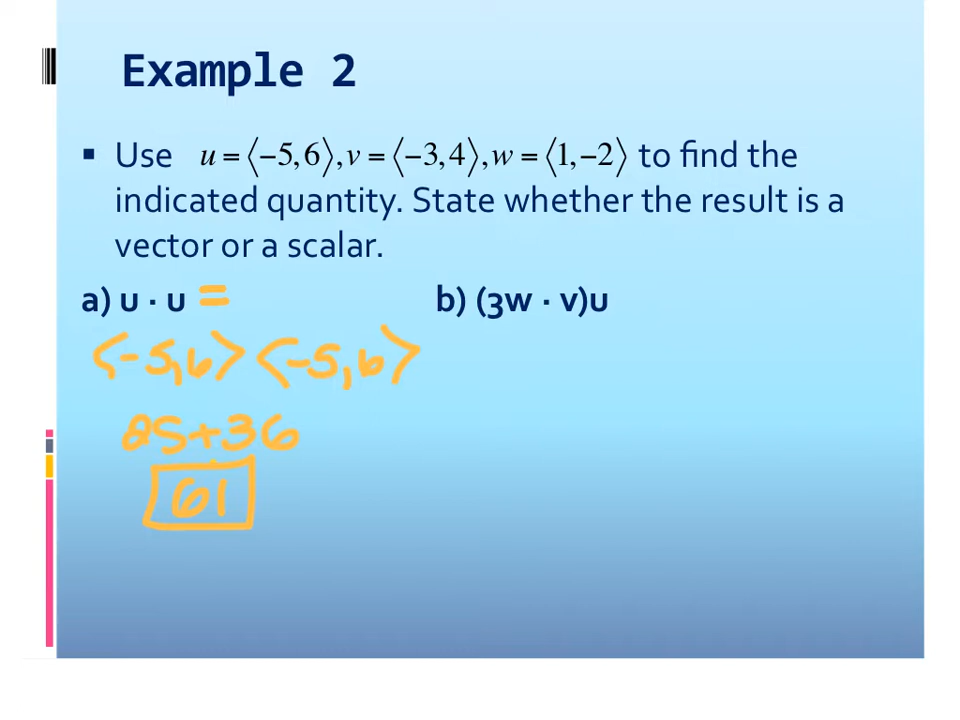 Example 2
▪ Use u = ⟨−5, 6⟩, v = ⟨−3, 4⟩, w = ⟨1, −2⟩ to find the
indicated quantity. State whether the result is a
vector or a scalar.
a) u · u = b) (3w · v)u
⟨-5,6⟩ ⟨-5,6⟩
25+36
61